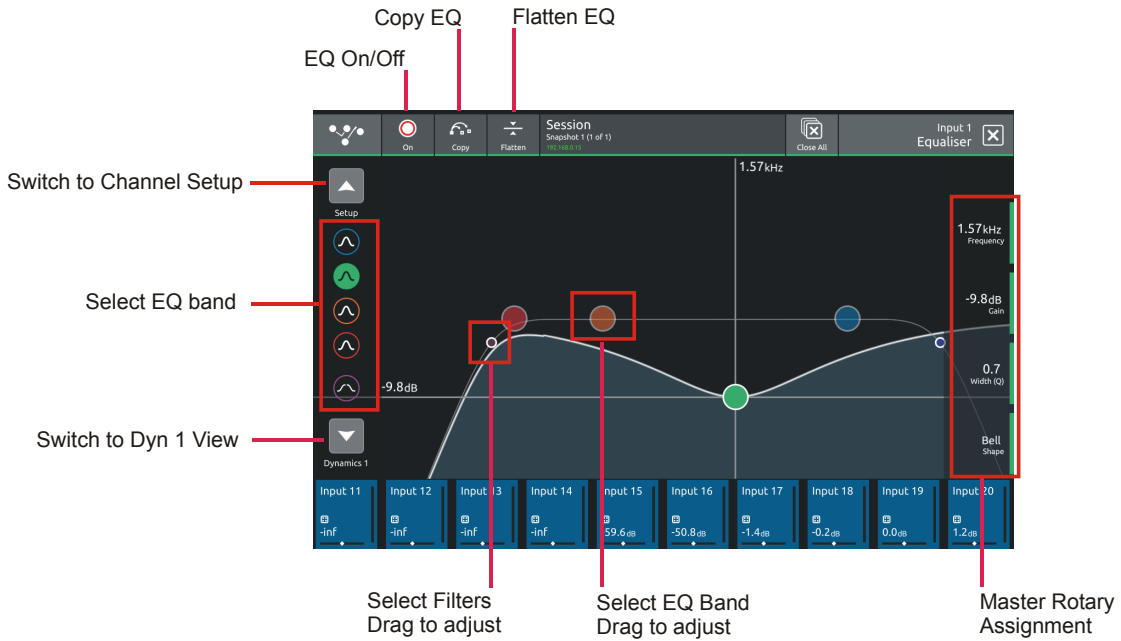 Copy EQ
Flatten EQ
EQ On/Off
On
Copy
Flatten
Session
Snapshot 1 (1 of 1)
192.168.0.15
Close All
Input 1
Equaliser
Switch to Channel Setup
Setup
1.57kHz
1.57kHz
Frequency
Select EQ band
-9.8dB
Gain
-9.8dB
0.7
Width (Q)
Switch to Dyn 1 View
Dynamics 1
Bell
Shape
Input 11
Input 12
Input 13
Input 14
Input 15
Input 16
Input 17
Input 18
Input 19
Input 20
-inf
-inf
-inf
-inf
-59.6dB
-50.8dB
-1.4dB
-0.2dB
0.0dB
1.2dB
Select Filters
Drag to adjust
Select EQ Band
Drag to adjust
Master Rotary
Assignment